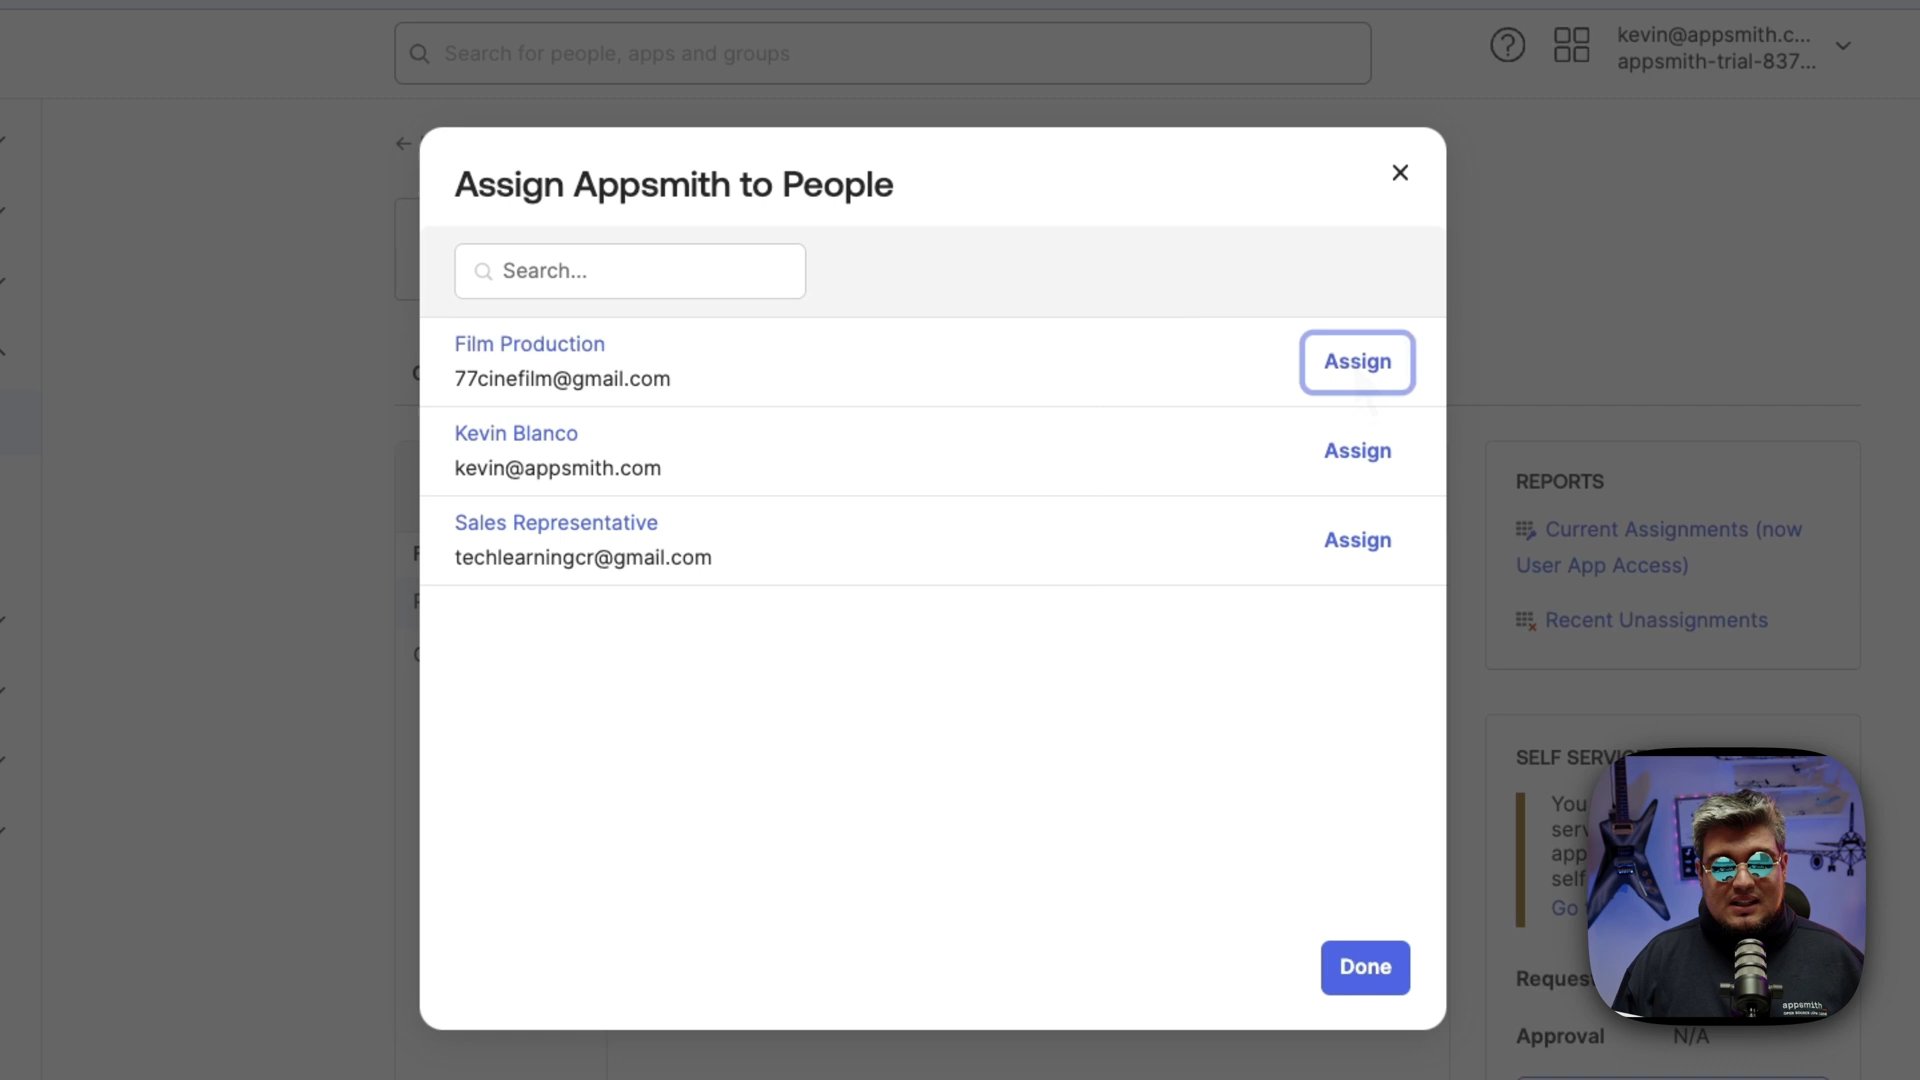 Search for people, apps and groups
kevin@appsmith.c...
appsmith-trial-837...
Assign Appsmith to People
Search...
Film Production
77cinefilm@gmail.com
Assign
Kevin Blanco
kevin@appsmith.com
Assign
Sales Representative
techlearningcr@gmail.com
Assign
Done
REPORTS
Current Assignments (now
User App Access)
Recent Unassignments
SELF SERVIC
You
serv
app
self
Go
Reques
Approval N/A
appsmith_